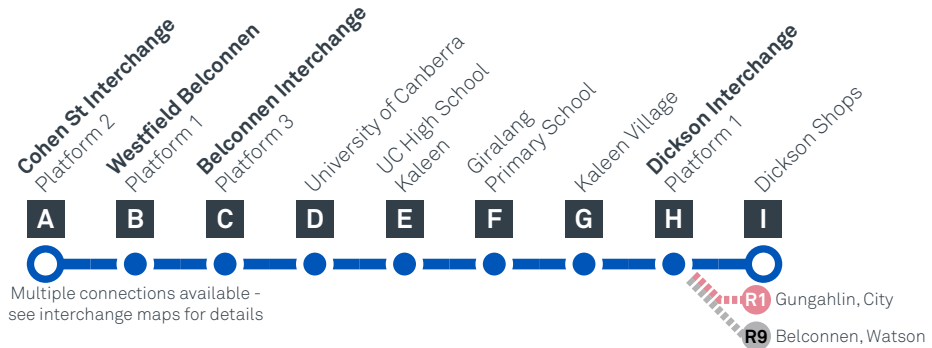 Cohen St Interchange
Platform 2
Westfield Belconnen
Platform 1
Belconnen Interchange
Platform 3
University of Canberra
UC High School
Kaleen
Giralang
Primary School
Kaleen Village
Dickson Interchange
Platform 1
Dickson Shops
A
B
C
D
E
F
G
H
I
Multiple connections available -
see interchange maps for details
R1 Gungahlin, City
R9 Belconnen, Watson